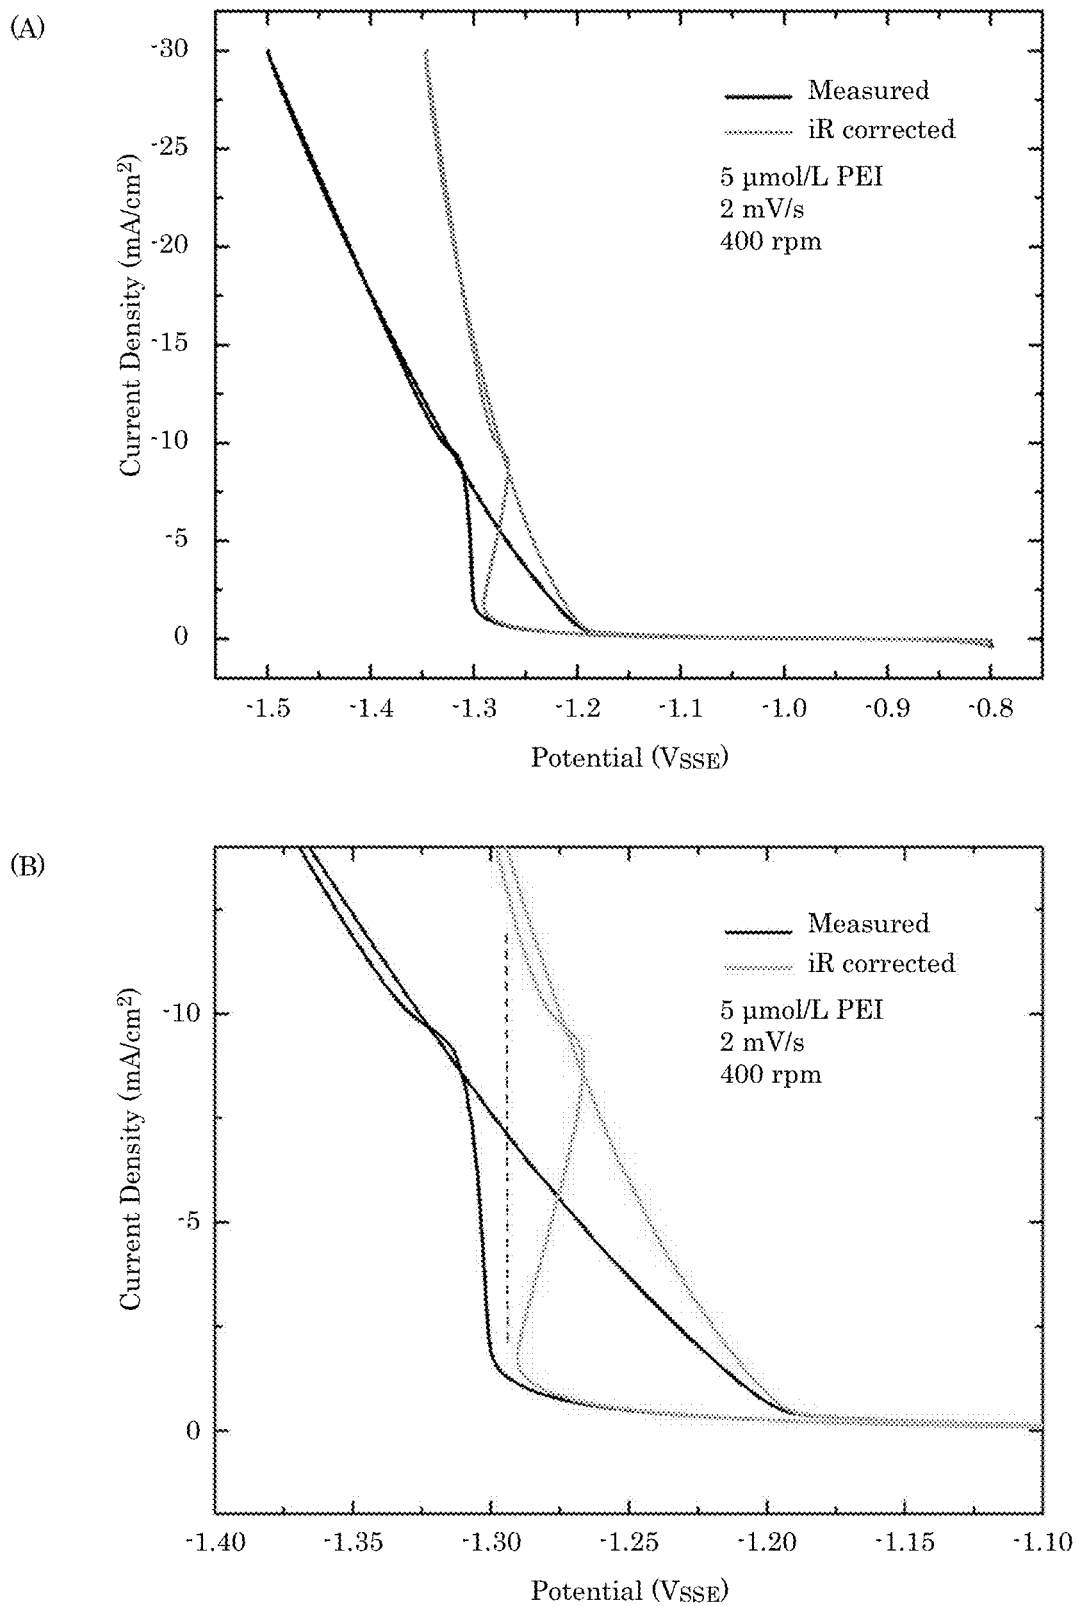 (A)
-30
-25
-20
-15
-10
-5
0
Current Density (mA/cm2)
Measured
iR corrected
5 µmol/L PEI
2 mV/s
400 rpm
-1.5 -1.4 -1.3 -1.2 -1.1 -1.0 -0.9 -0.8
Potential (VSSE)
(B)
-10
-5
0
Current Density (mA/cm2)
Measured
iR corrected
5 µmol/L PEI
2 mV/s
400 rpm
-1.40 -1.35 -1.30 -1.25 -1.20 -1.15 -1.10
Potential (VSSE)